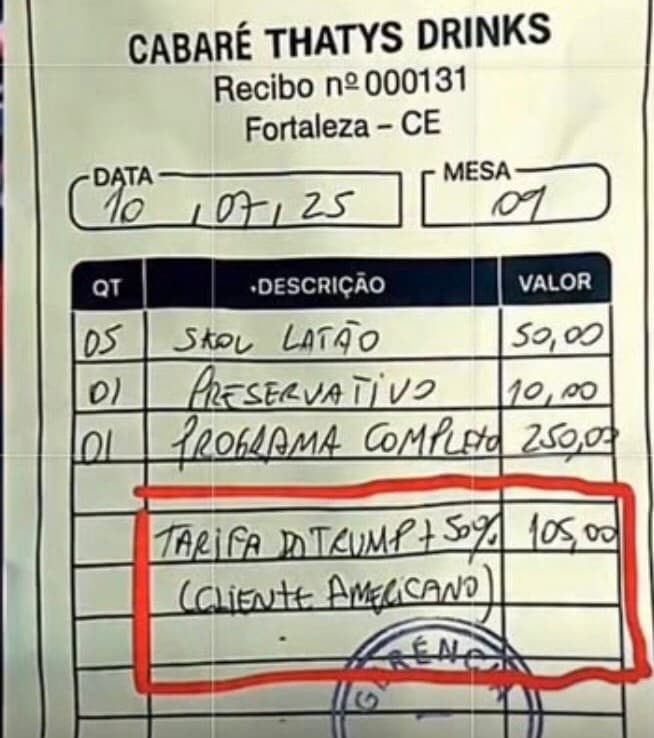 CABARÉ THATYS DRINKS
Recibo nº 000131
Fortaleza – CE
DATA MESA
10 / 07 / 25 09
QT DESCRIÇÃO VALOR
05 SKOL LATÃO 50,00
01 PRESERVATIVO 10,00
01 PROGRAMA COMPLETO 250,00
TARIFA DO TRUMP + 50% 105,00
(CLIENTE AMERICANO)
GERÊNCIA